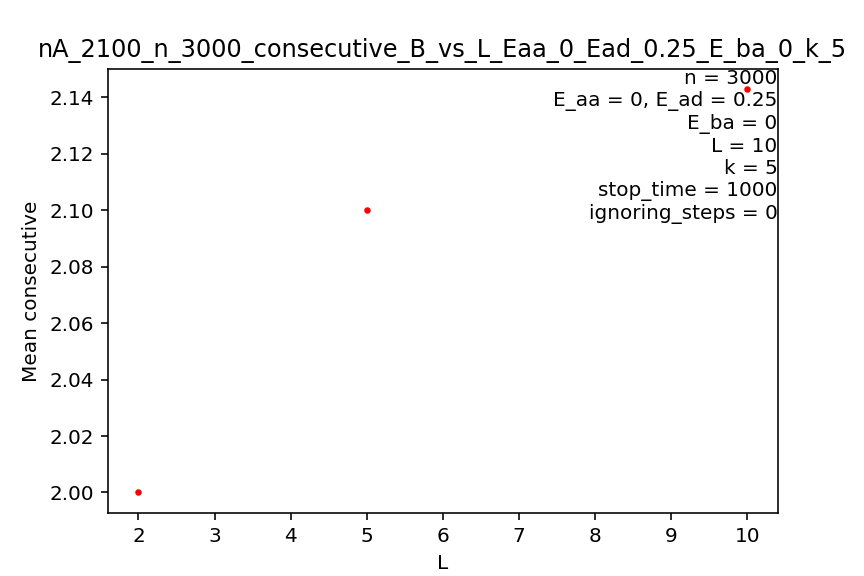 nA_2100_n_3000_consecutive_B_vs_L_Eaa_0_Ead_0.25_E_ba_0_k_5
n = 3000
E_aa = 0, E_ad = 0.25
E_ba = 0
L = 10
k = 5
stop_time = 1000
ignoring_steps = 0
Mean consecutive
2.14
2.12
2.10
2.08
2.06
2.04
2.02
2.00
2 3 4 5 6 7 8 9 10
L